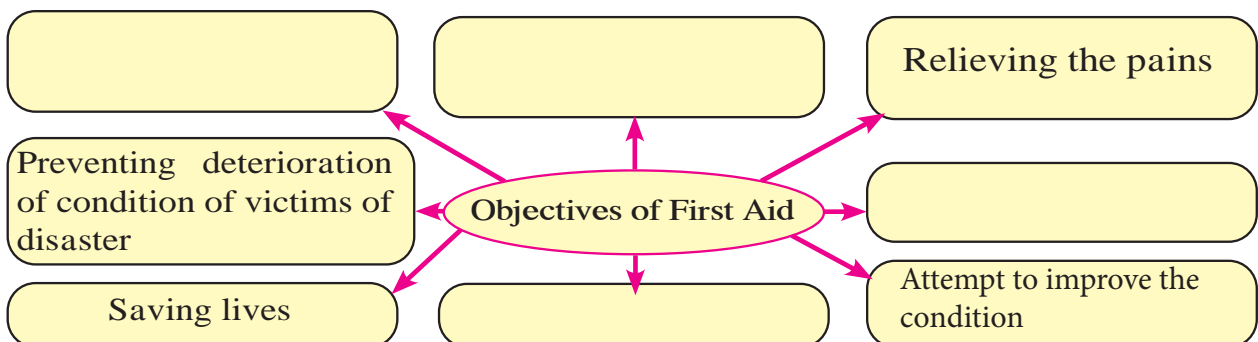 Relieving the pains
Preventing deterioration
of condition of victims of
disaster
Objectives of First Aid
Saving lives
Attempt to improve the
condition